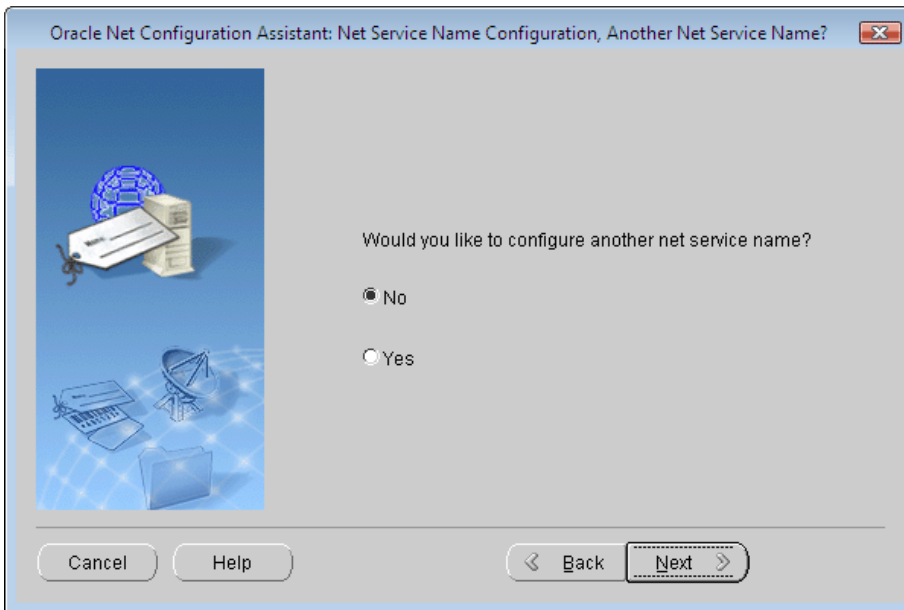 Oracle Net Configuration Assistant: Net Service Name Configuration, Another Net Service Name?
Would you like to configure another net service name?
No
Yes
Cancel
Help
Back
Next